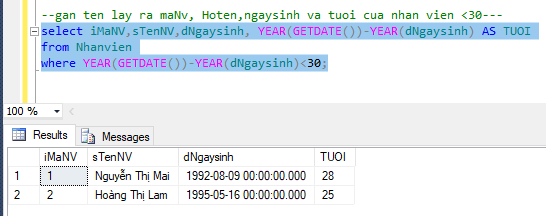 --gan ten lay ra maNv, Hoten,ngaysinh va tuoi cua nhan vien <30---
select iMaNV,sTenNV,dNgaysinh, YEAR(GETDATE())-YEAR(dNgaysinh) AS TUOI
from Nhanvien
where YEAR(GETDATE())-YEAR(dNgaysinh)<30;
100 %
Results Messages
iMaNV sTenNV dNgaysinh TUOI
1 1 Nguyễn Thị Mai 1992-08-09 00:00:00.000 28
2 2 Hoàng Thị Lam 1995-05-16 00:00:00.000 25